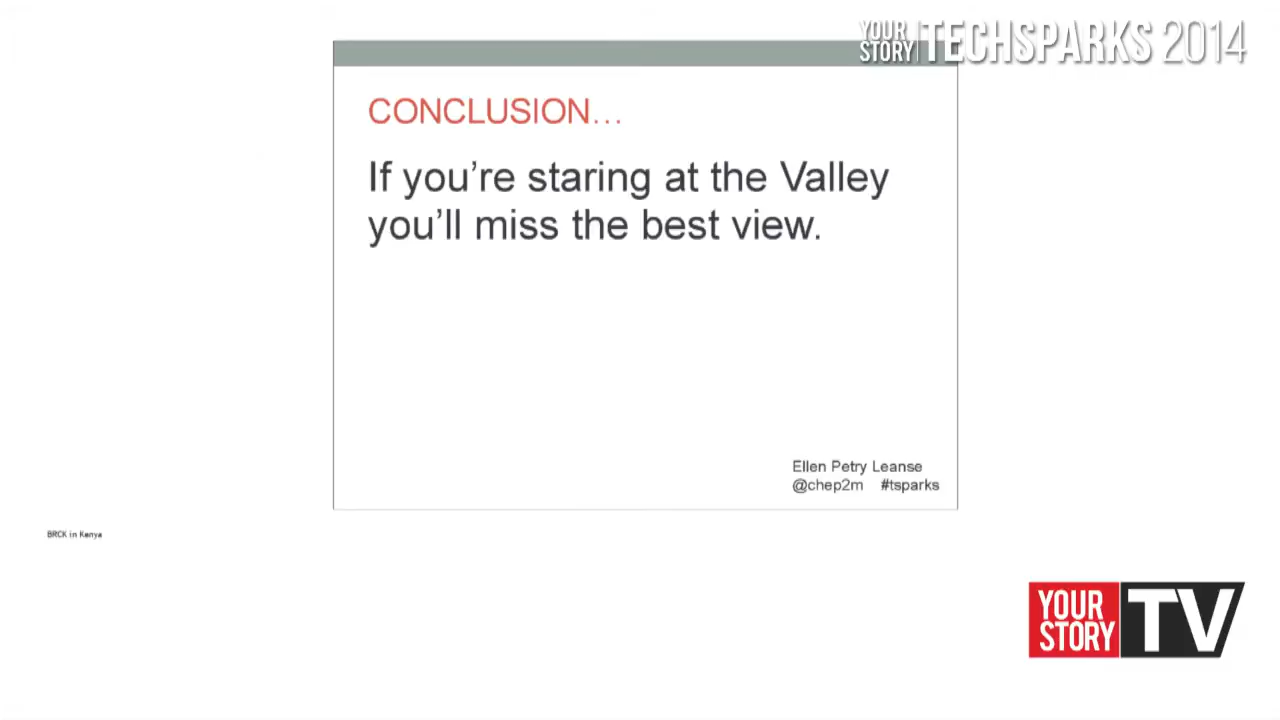 YOUR STORY TECHSPARKS 2014
CONCLUSION…
If you’re staring at the Valley
you’ll miss the best view.
Ellen Petry Leanse
@chep2m #tsparks
BRCK in Kenya
YOUR
STORY TV